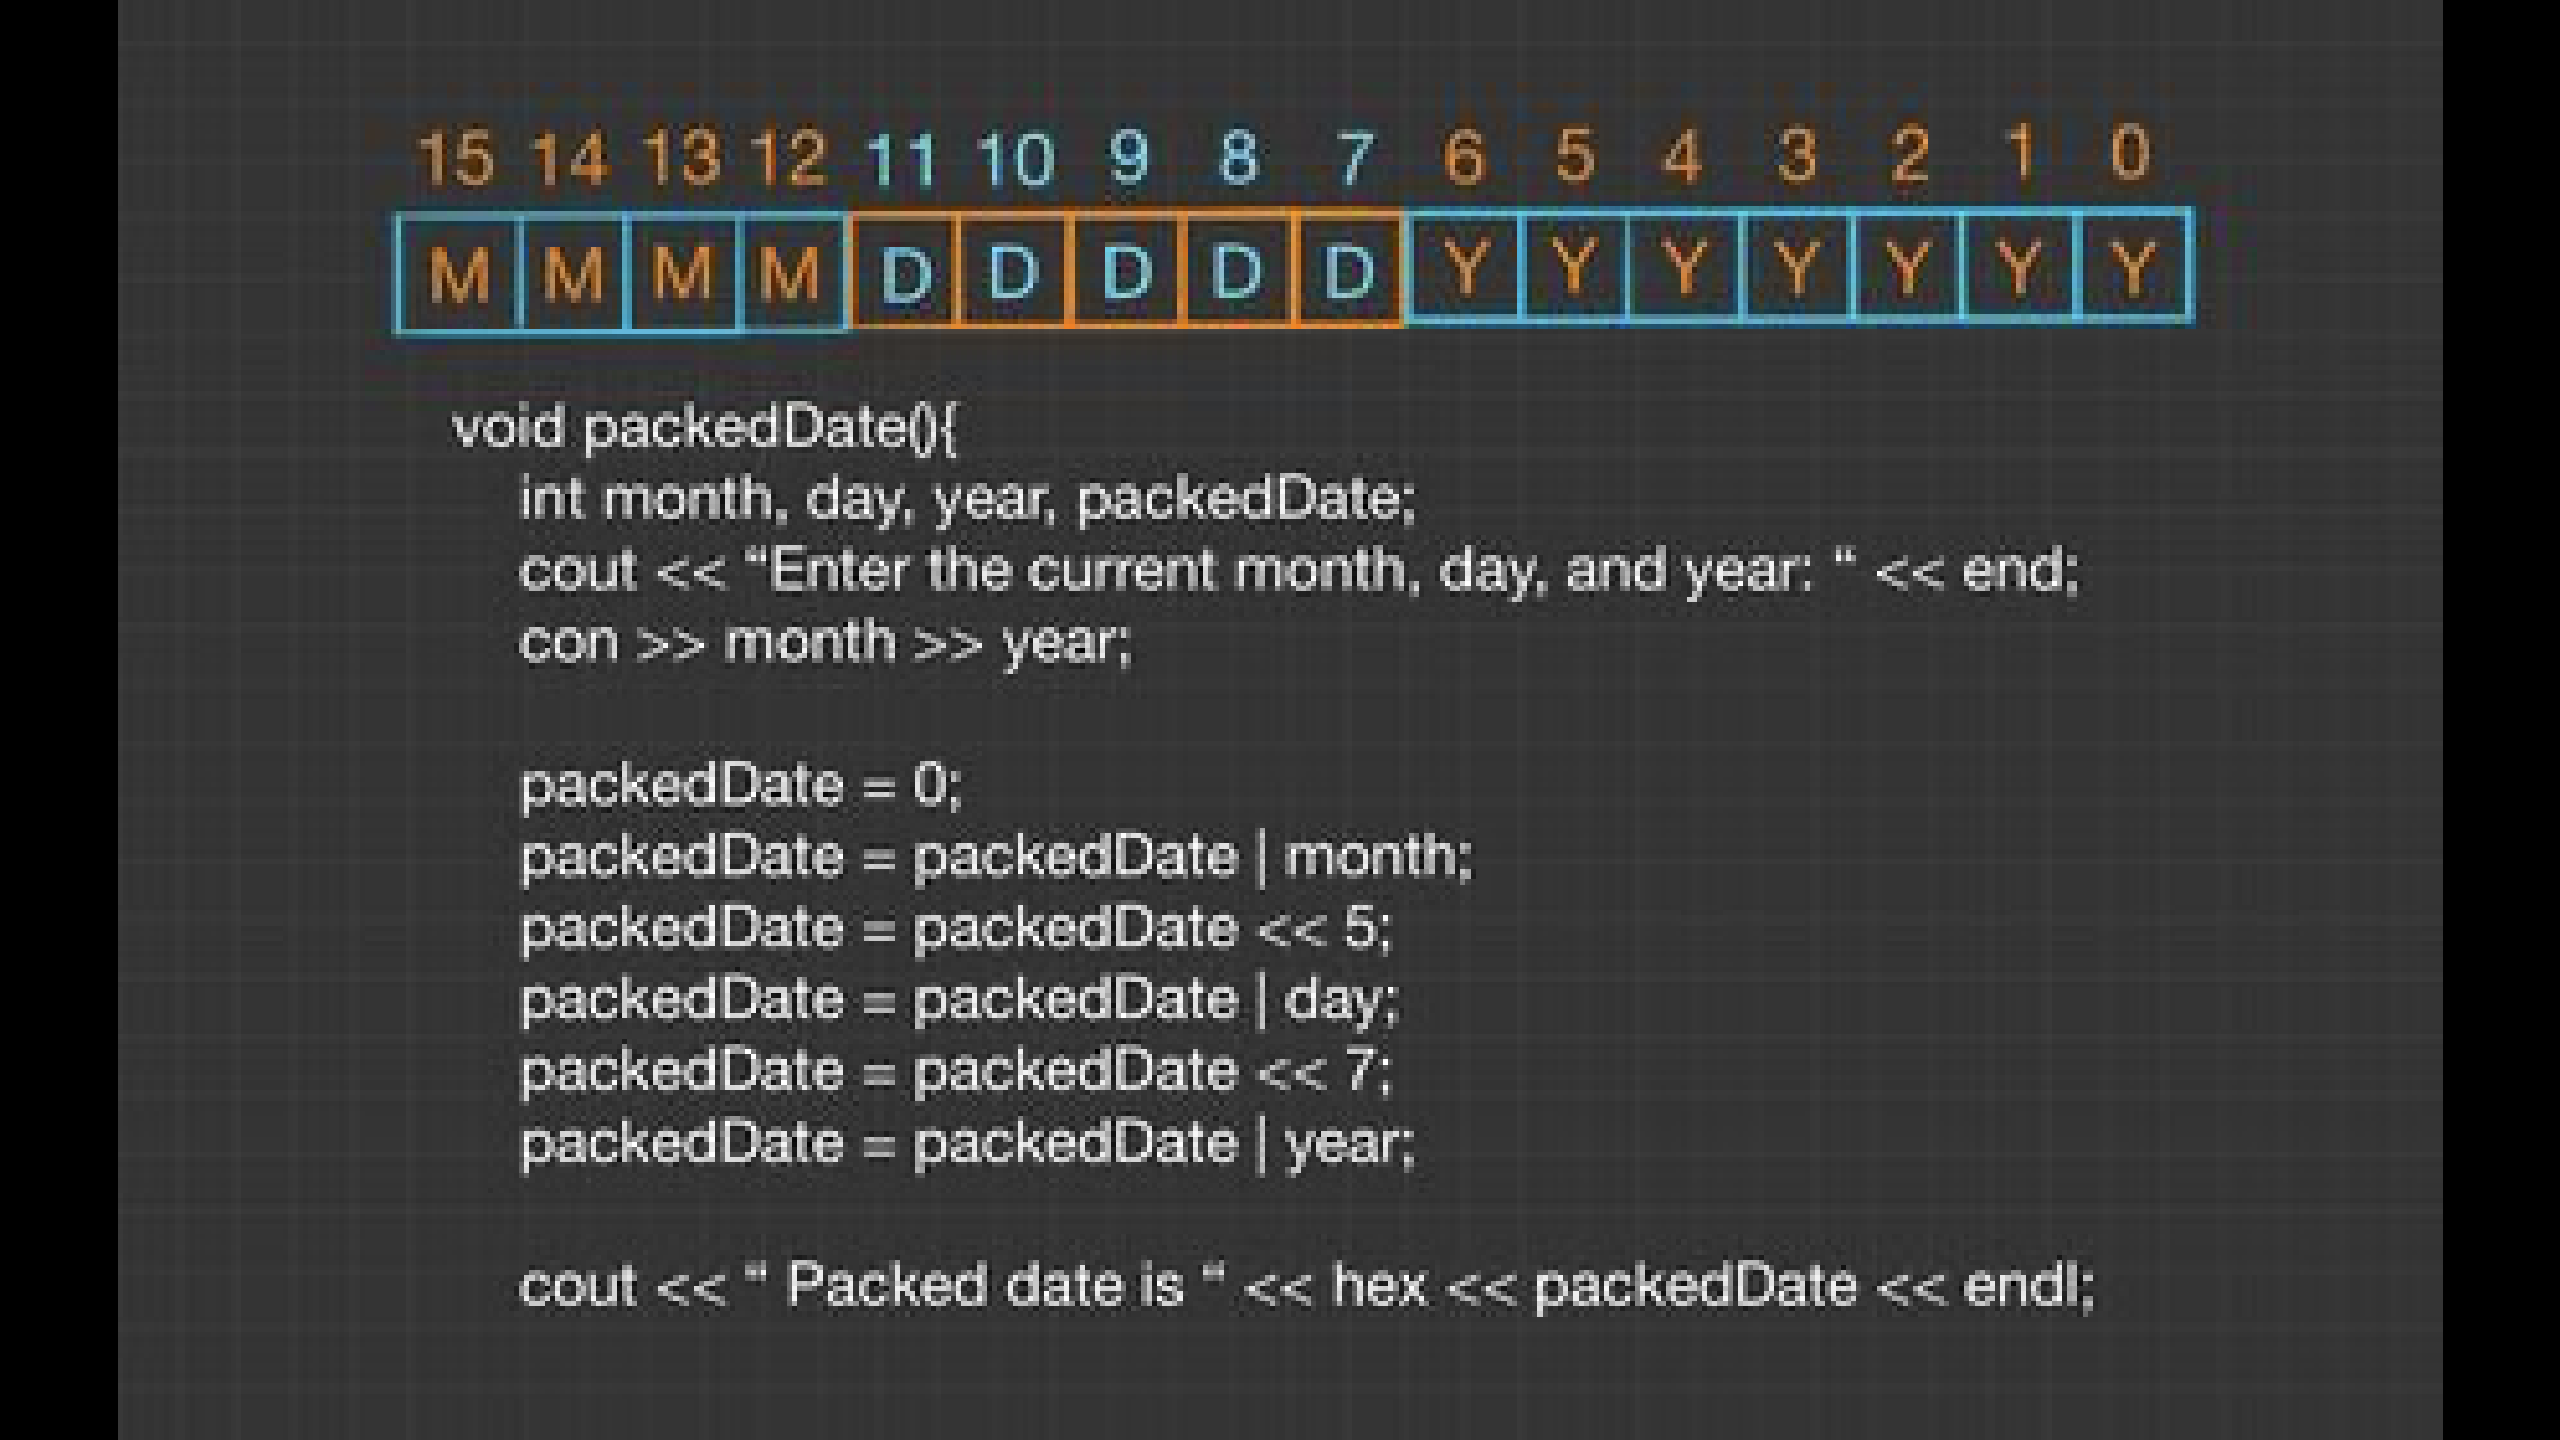 15 14 13 12 11 10 9 8 7 6 5 4 3 2 1 0
M M M M D D D D D Y Y Y Y Y Y Y
void packedDate(){
int month, day, year, packedDate;
cout << “Enter the current month, day, and year: “ << end;
con >> month >> year;
packedDate = 0;
packedDate = packedDate | month;
packedDate = packedDate << 5;
packedDate = packedDate | day;
packedDate = packedDate << 7;
packedDate = packedDate | year;
cout << “ Packed date is “ << hex << packedDate << endl;